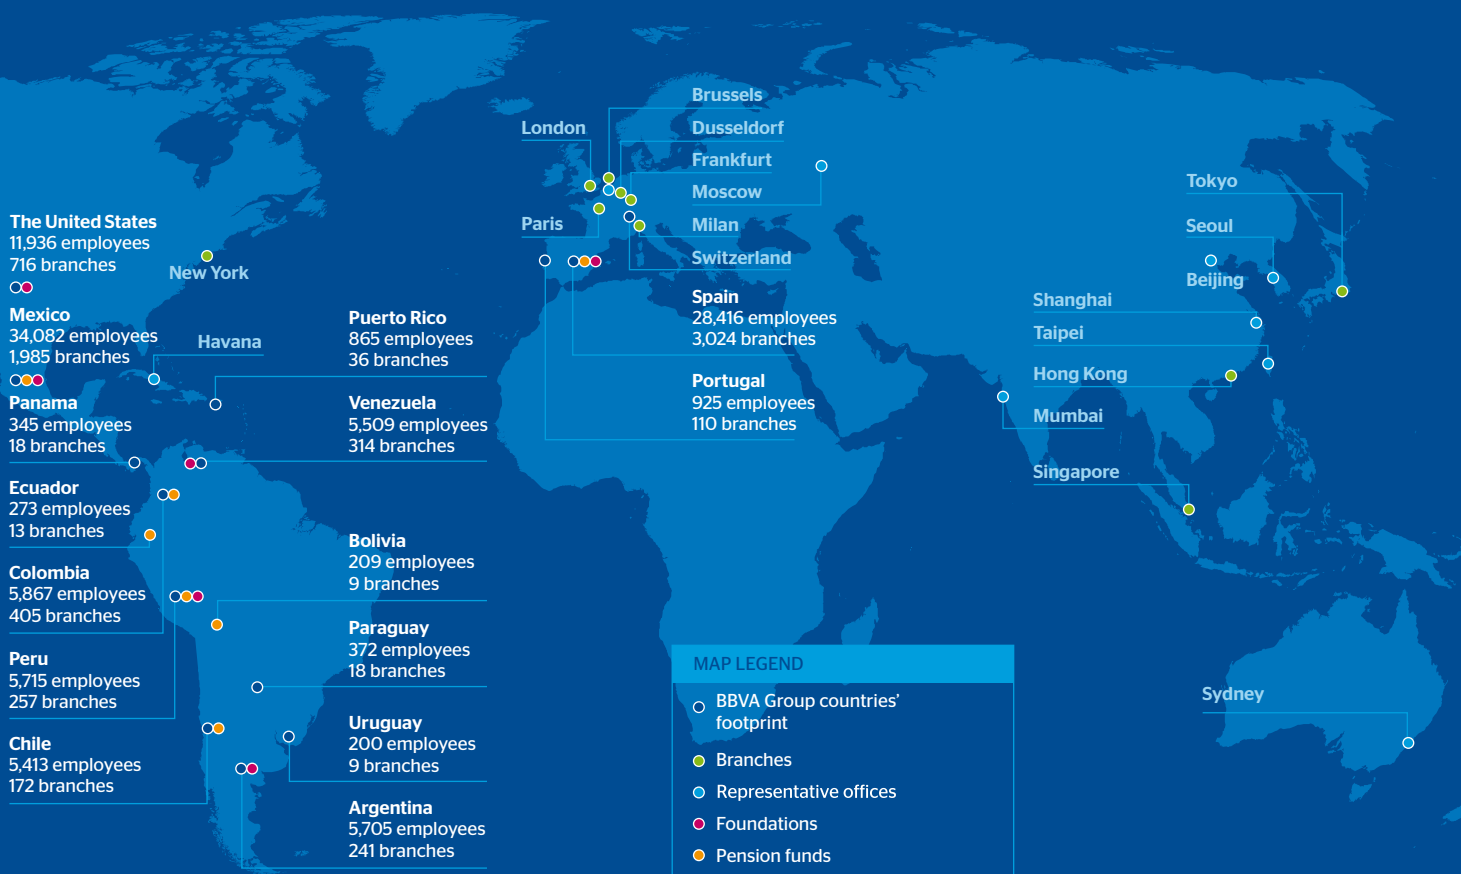 The United States
11,936 employees
716 branches
New York
Mexico
34,082 employees
1,985 branches
Havana
Panama
345 employees
18 branches
Ecuador
273 employees
13 branches
Colombia
5,867 employees
405 branches
Peru
5,715 employees
257 branches
Chile
5,413 employees
172 branches
Puerto Rico
865 employees
36 branches
Venezuela
5,509 employees
314 branches
Bolivia
209 employees
9 branches
Paraguay
372 employees
18 branches
Uruguay
200 employees
9 branches
Argentina
5,705 employees
241 branches
London
Paris
Brussels
Dusseldorf
Frankfurt
Moscow
Milan
Switzerland
Spain
28,416 employees
3,024 branches
Portugal
925 employees
110 branches
Tokyo
Seoul
Beijing
Shanghai
Taipei
Hong Kong
Mumbai
Singapore
Sydney
MAP LEGEND
BBVA Group countries'
footprint
Branches
Representative offices
Foundations
Pension funds